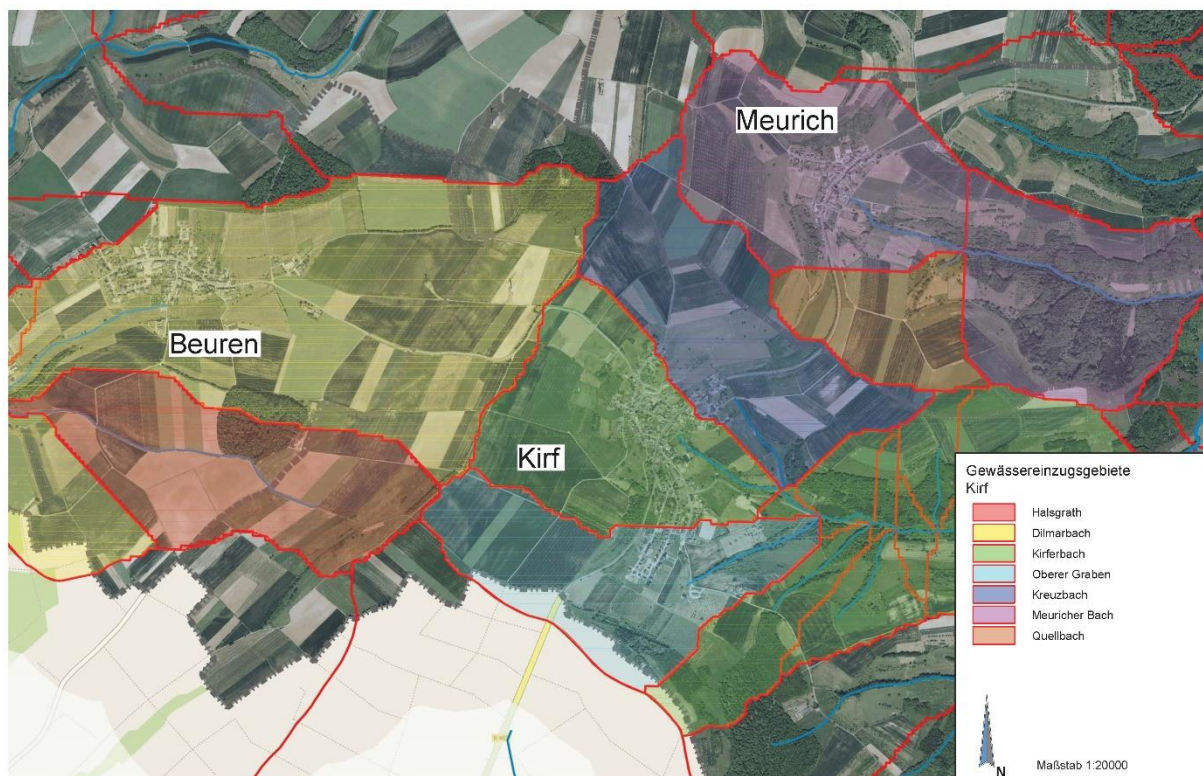 Meurich
Beuren
Kirf
Gewässereinzugsgebiete
Kirf
Halsgrath
Dilmarbach
Kirferbach
Oberer Graben
Kreuzbach
Meuricher Bach
Quellbach
N
Maßstab 1:20000